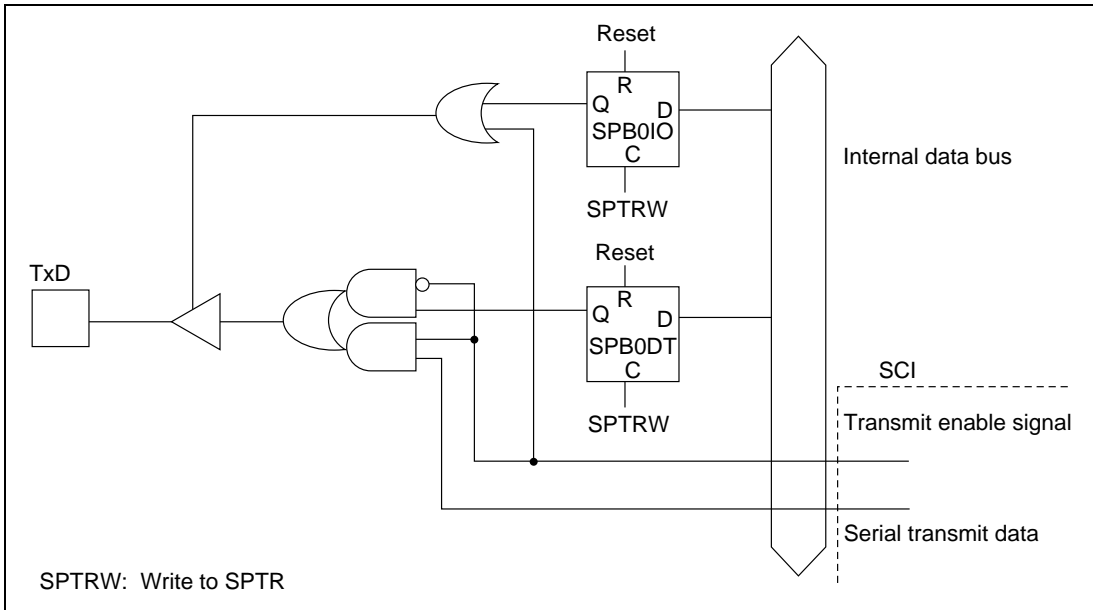 Reset
R
Q
D
SPB0IO
C
Internal data bus
SPTRW
Reset
TxD
R
Q
D
SPB0DT
C
SCI
SPTRW
Transmit enable signal
Serial transmit data
SPTRW: Write to SPTR